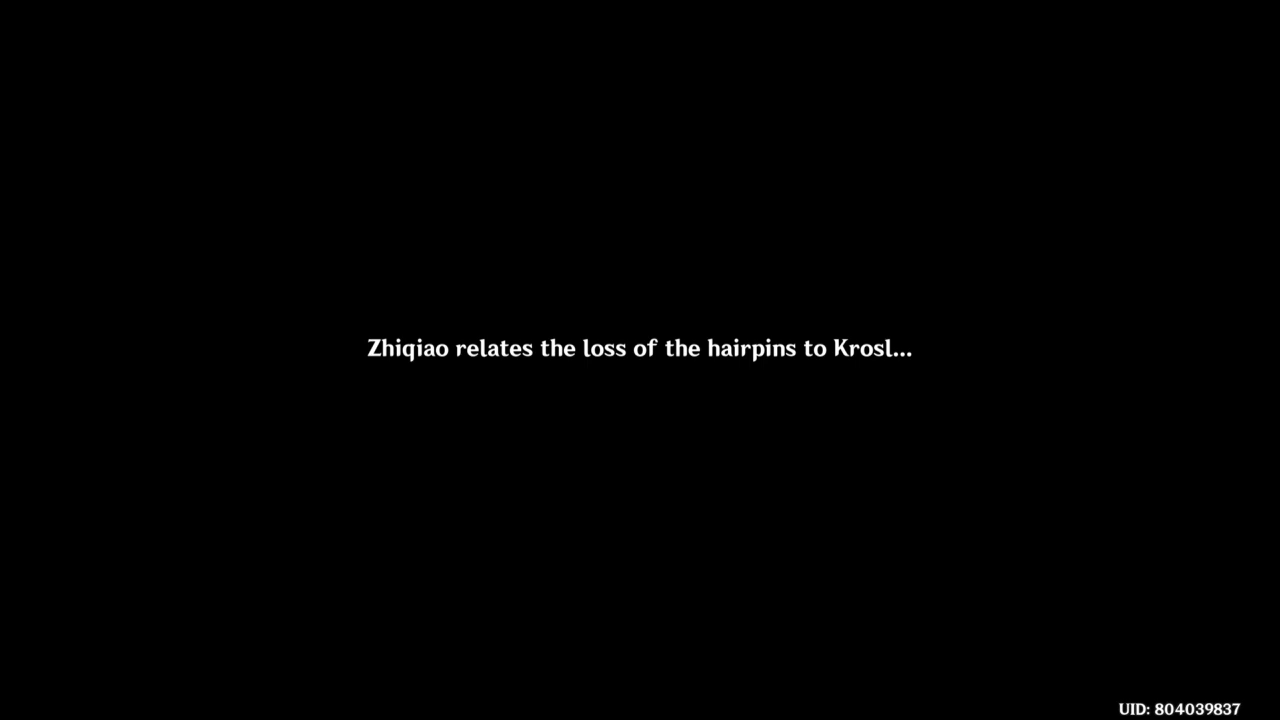 Zhiqiao relates the loss of the hairpins to Krosl...
UID: 804039837